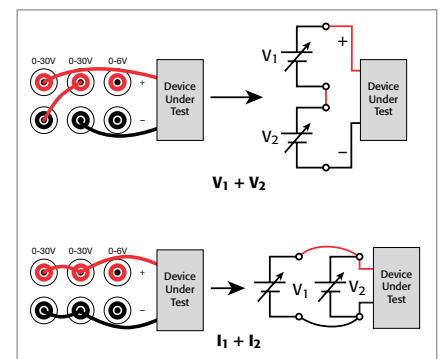 0-30V 0-30V 0-6V
+
−
Device
Under
Test
V1
V2
+
−
Device
Under
Test
V1 + V2
0-30V 0-30V 0-6V
+
−
Device
Under
Test
V1
V2
Device
Under
Test
I1 + I2